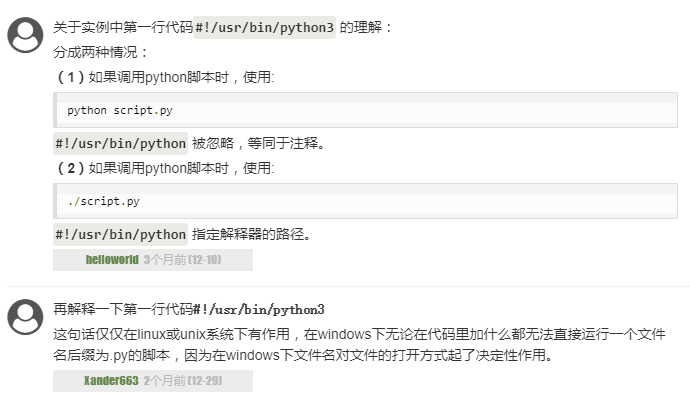 关于实例中第一行代码#!/usr/bin/python3 的理解：
分成两种情况：
（1）如果调用python脚本时，使用:
python script.py
#!/usr/bin/python 被忽略，等同于注释。
（2）如果调用python脚本时，使用:
./script.py
#!/usr/bin/python 指定解释器的路径。
helloworld 3个月前 (12-10)
再解释一下第一行代码#!/usr/bin/python3
这句话仅仅在linux或unix系统下有作用，在windows下无论在代码里加什么都无法直接运行一个文件
名后缀为.py的脚本，因为在windows下文件名对文件的打开方式起了决定性作用。
Xander663 2个月前 (12-29)